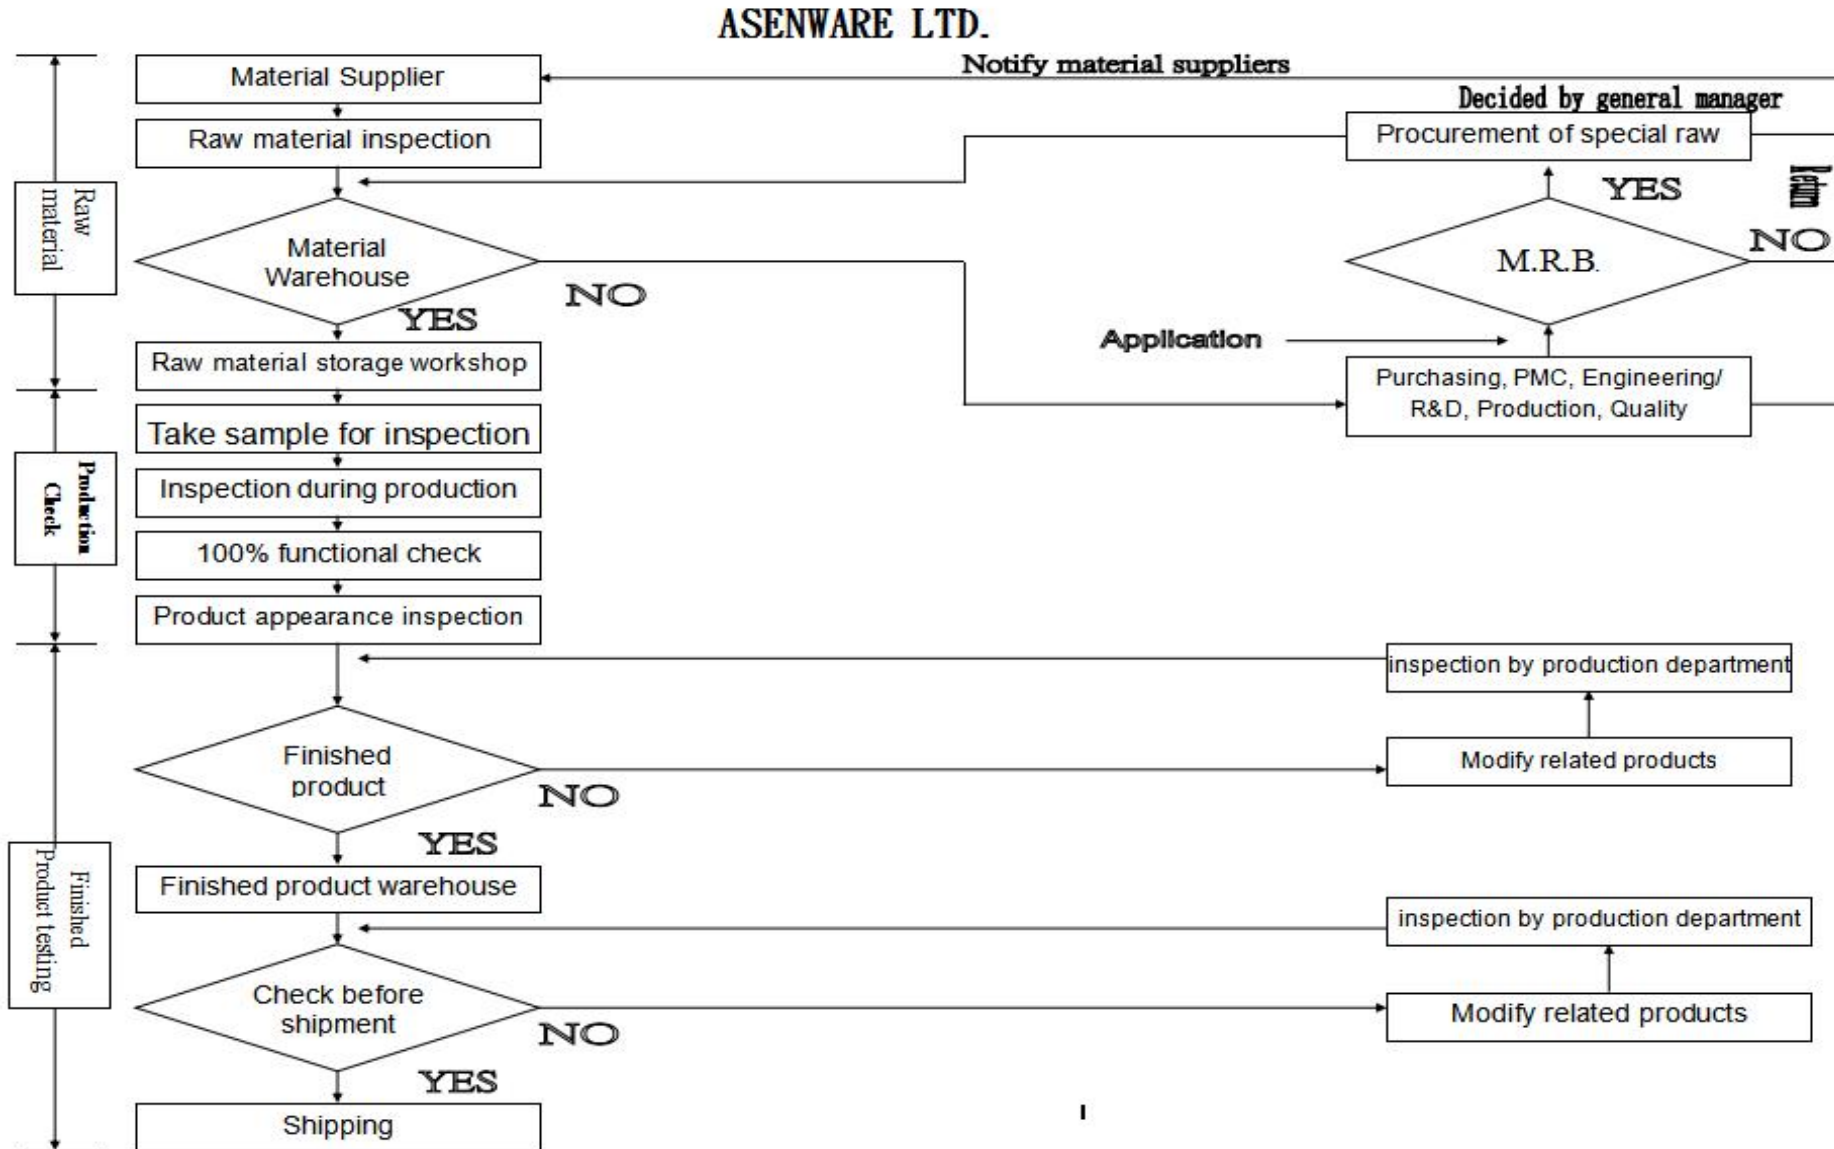 ASENWARE LTD.
Material Supplier
Notify material suppliers
Decided by general manager
Raw material inspection
Procurement of special raw
YES
Return
NO
Raw
material
Material
Warehouse
M.R.B.
NO
YES
Application
Raw material storage workshop
Purchasing, PMC, Engineering/
R&D, Production, Quality
Take sample for inspection
Production
Check
Inspection during production
100% functional check
Product appearance inspection
inspection by production department
Finished
product
NO
Modify related products
YES
Finished product warehouse
Finished
Product testing
inspection by production department
Check before
shipment
NO
Modify related products
YES
Shipping